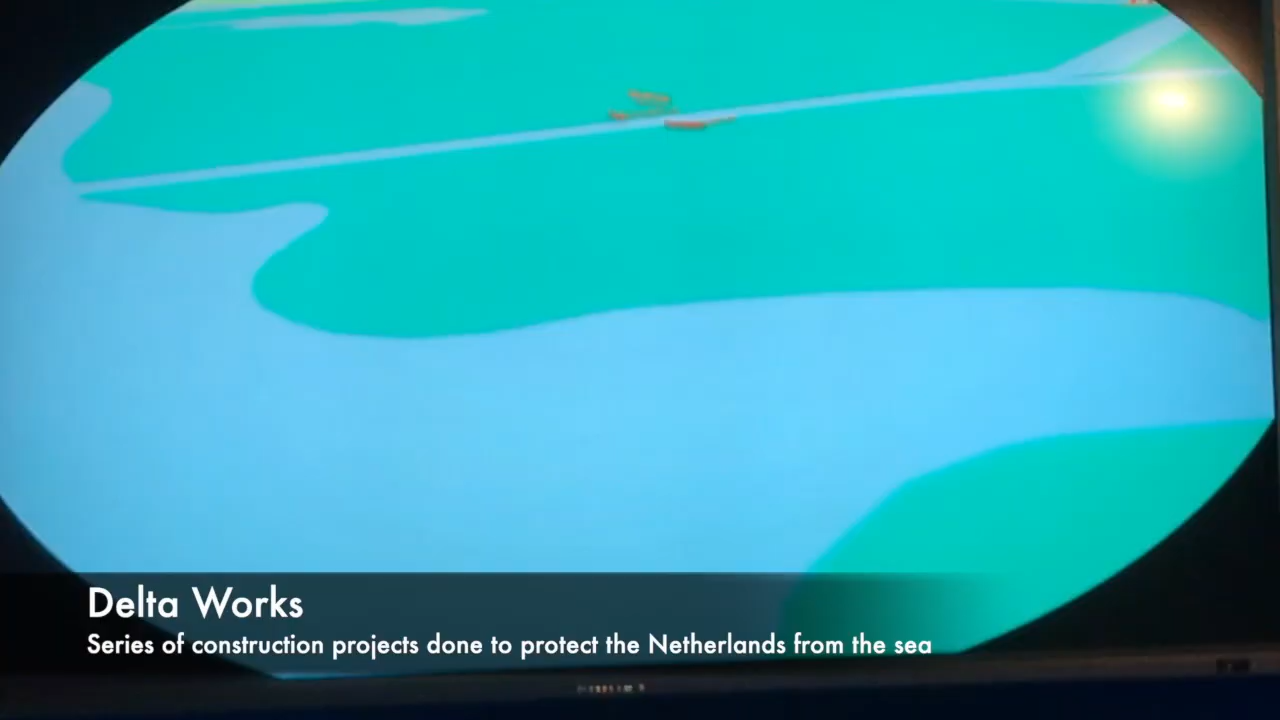 Delta Works
Series of construction projects done to protect the Netherlands from the sea